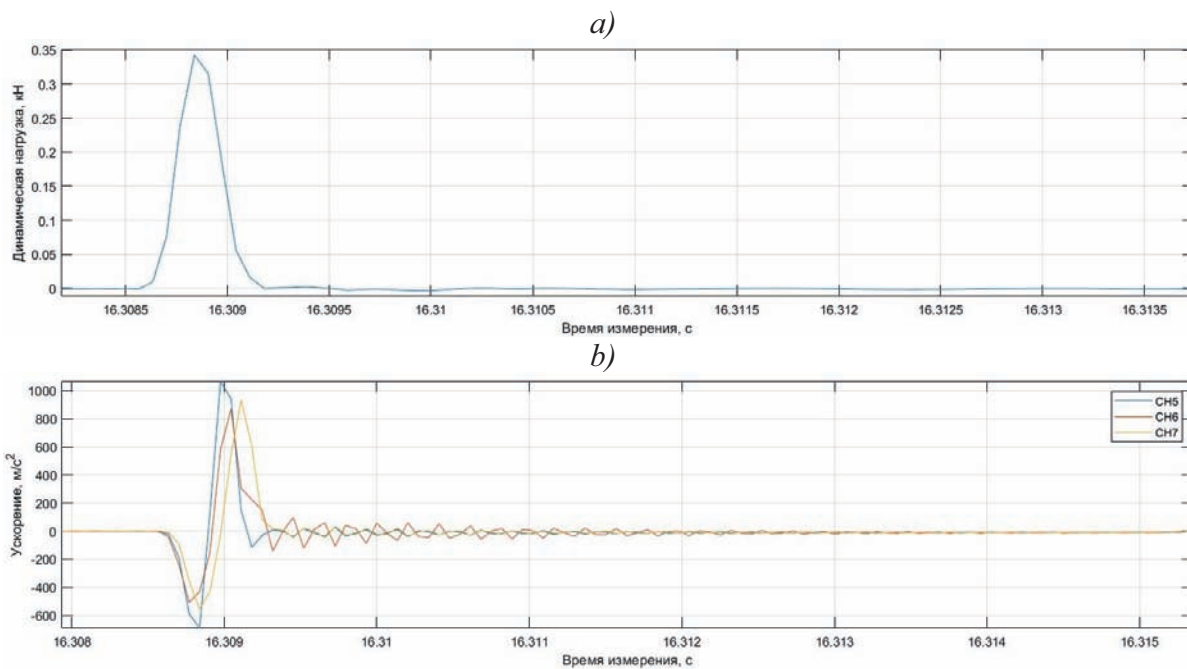 a)
0.35
0.3
0.25
0.2
0.15
0.1
0.05
0
Динамическая нагрузка, кН
16.3085 16.309 16.3095 16.31 16.3105 16.311 16.3115 16.312 16.3125 16.313 16.3135
Время измерения, с
b)
1000
800
600
400
200
0
-200
-400
-600
Ускорение, м/с²
CH5
CH6
CH7
16.308 16.309 16.31 16.311 16.312 16.313 16.314 16.315
Время измерения, с